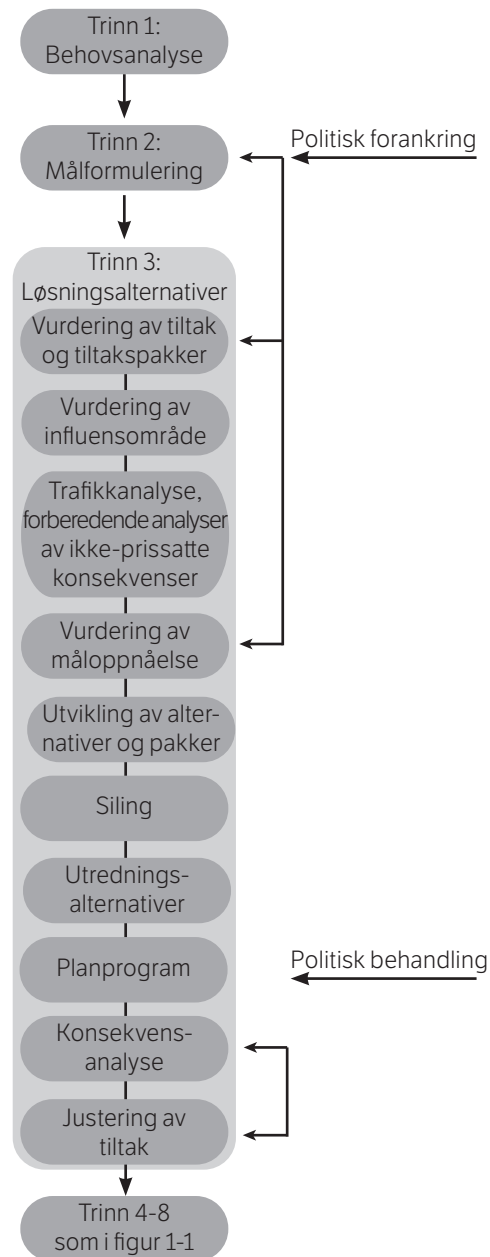 Trinn 1:
Behovsanalyse
Trinn 2:
Målformulering
Politisk forankring
Trinn 3:
Løsningsalternativer
Vurdering av tiltak
og tiltakspakker
Vurdering av
influensområde
Trafikkanalyse,
forberedende analyser
av ikke-prissatte
konsekvenser
Vurdering av
måloppnåelse
Utvikling av alter-
nativer og pakker
Siling
Utrednings-
alternativer
Planprogram
Politisk behandling
Konsekvens-
analyse
Justering av
tiltak
Trinn 4-8
som i figur 1-1